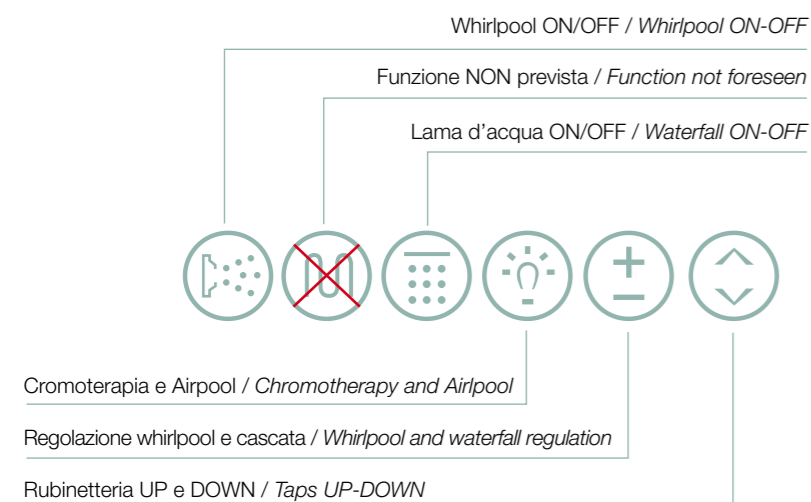 Whirlpool ON/OFF / Whirlpool ON-OFF
Funzione NON prevista / Function not foreseen
Lama d’acqua ON/OFF / Waterfall ON-OFF
Cromoterapia e Airpool / Chromotherapy and Airlpool
Regolazione whirlpool e cascata / Whirlpool and waterfall regulation
Rubinetteria UP e DOWN / Taps UP-DOWN